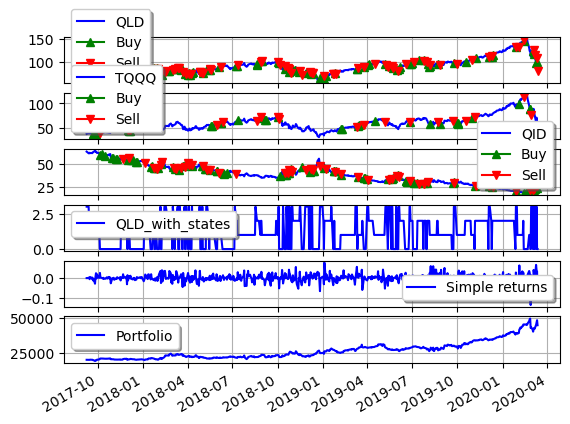 QLD
Buy
Sell
150
100
TQQQ
Buy
Sell
100
50
QID
Buy
Sell
50
25
QLD_with_states
2.5
0.0
Simple returns
0.0
−0.1
Portfolio
50000
25000
2017-10
2018-01
2018-04
2018-07
2018-10
2019-01
2019-04
2019-07
2019-10
2020-01
2020-04